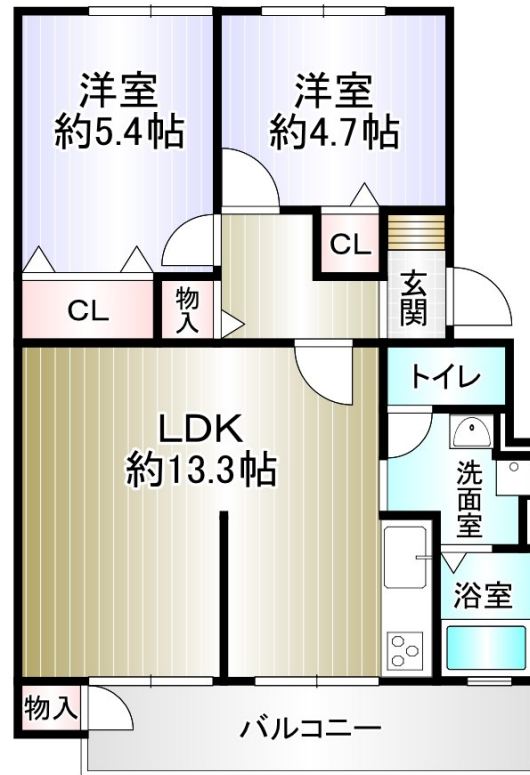 洋室
約5.4帖
洋室
約4.7帖
CL
CL
物入
玄関
トイレ
LDK
約13.3帖
洗面室
浴室
物入
バルコニー